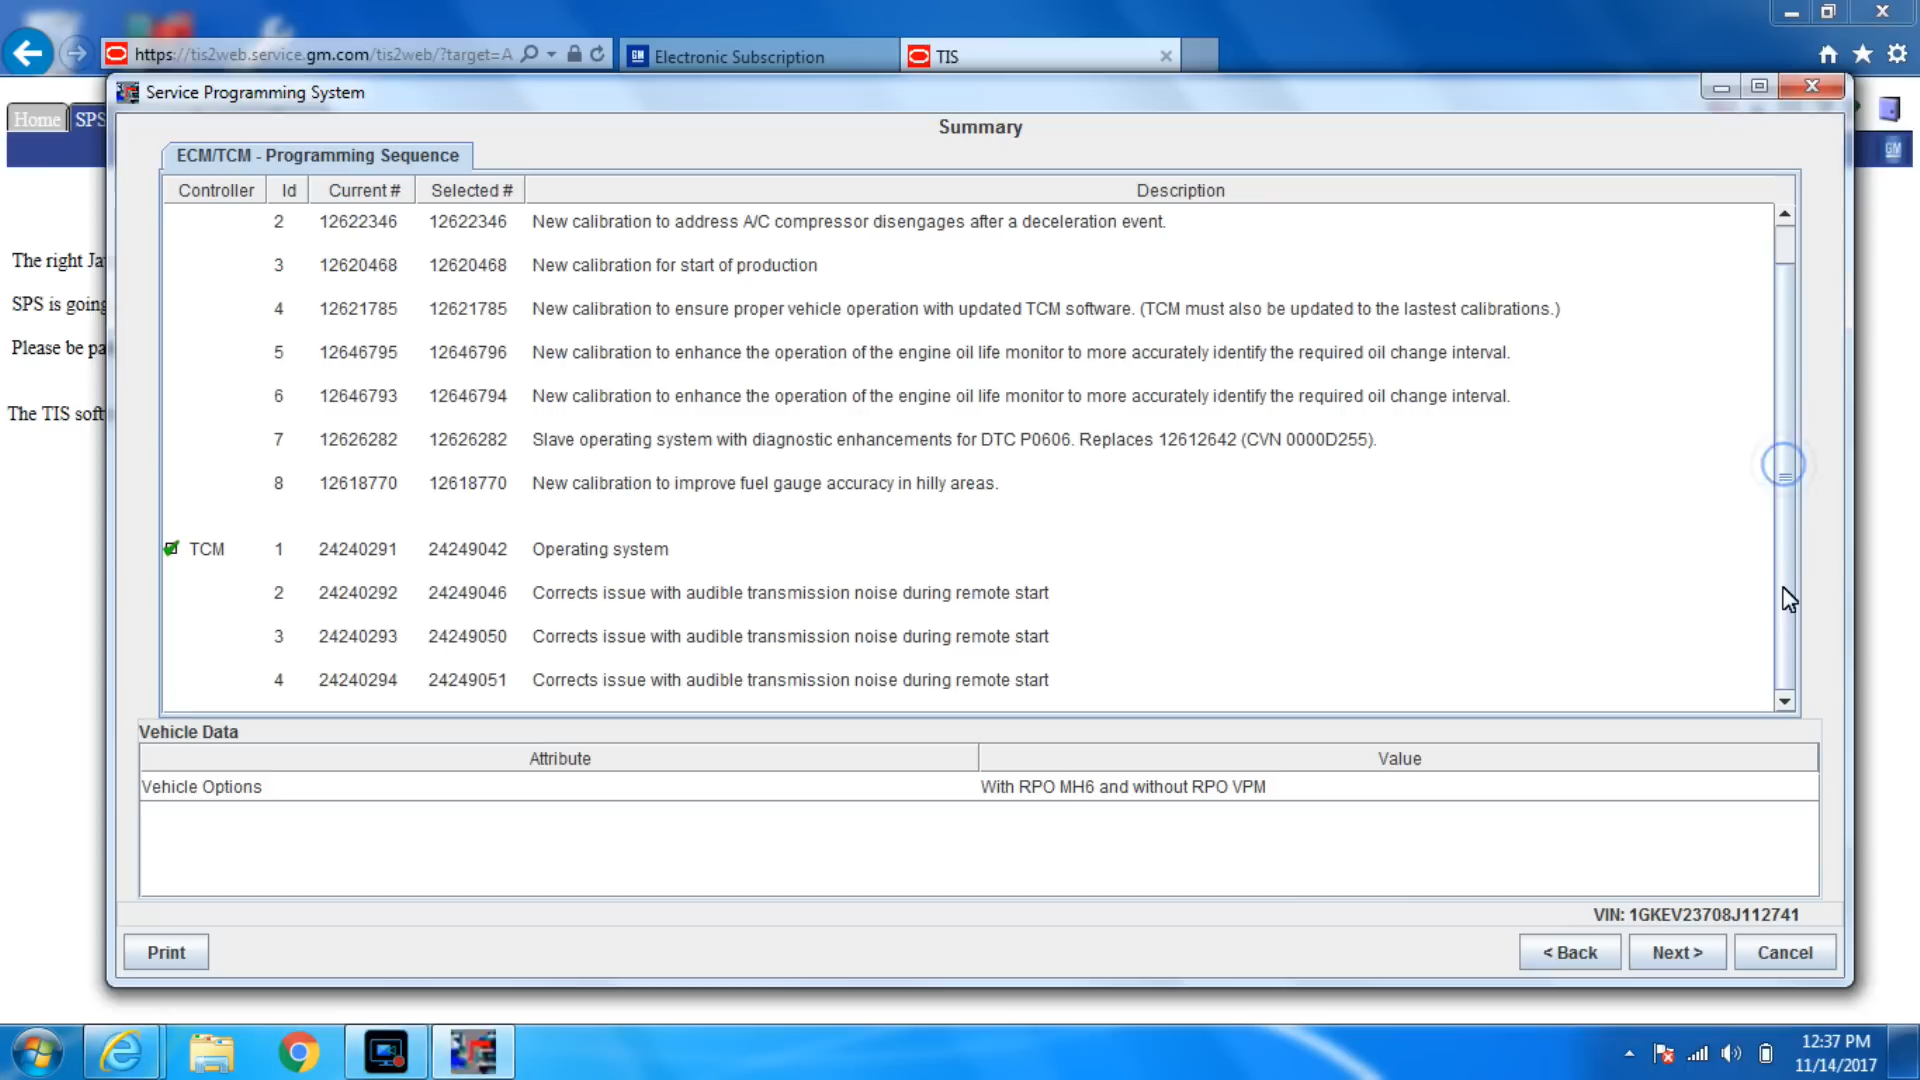 https://tis2web.service.gm.com/tis2web/?target=A
GM Electronic Subscription
TIS
Service Programming System
Home SPS
GM
The right Ja
SPS is going
Please be pa
The TIS soft
Summary
ECM/TCM - Programming Sequence
Controller Id Current # Selected # Description
2 12622346 12622346 New calibration to address A/C compressor disengages after a deceleration event.
3 12620468 12620468 New calibration for start of production
4 12621785 12621785 New calibration to ensure proper vehicle operation with updated TCM software. (TCM must also be updated to the lastest calibrations.)
5 12646795 12646796 New calibration to enhance the operation of the engine oil life monitor to more accurately identify the required oil change interval.
6 12646793 12646794 New calibration to enhance the operation of the engine oil life monitor to more accurately identify the required oil change interval.
7 12626282 12626282 Slave operating system with diagnostic enhancements for DTC P0606. Replaces 12612642 (CVN 0000D255).
8 12618770 12618770 New calibration to improve fuel gauge accuracy in hilly areas.
TCM 1 24240291 24249042 Operating system
2 24240292 24249046 Corrects issue with audible transmission noise during remote start
3 24240293 24249050 Corrects issue with audible transmission noise during remote start
4 24240294 24249051 Corrects issue with audible transmission noise during remote start
Vehicle Data
Attribute Value
Vehicle Options With RPO MH6 and without RPO VPM
VIN: 1GKEV23708J112741
Print < Back Next > Cancel
12:37 PM
11/14/2017